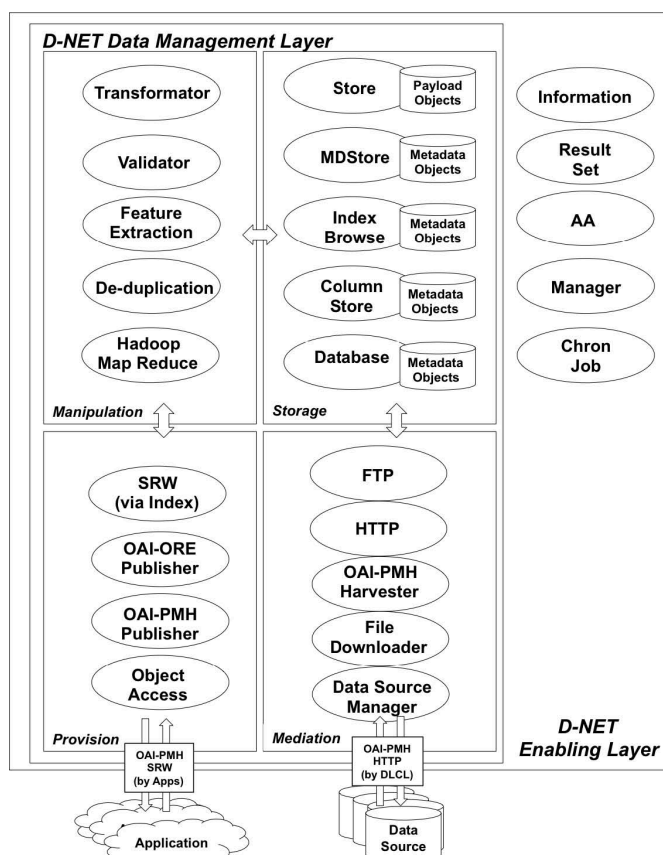 D-NET Data Management Layer
Transformator
Validator
Feature
Extraction
De-duplication
Hadoop
Map Reduce
Manipulation
Store
Payload
Objects
MDStore
Metadata
Objects
Index
Browse
Metadata
Objects
Column
Store
Metadata
Objects
Database
Metadata
Objects
Storage
Information
Result
Set
AA
Manager
Chron
Job
SRW
(via Index)
OAI-ORE
Publisher
OAI-PMH
Publisher
Object
Access
Provision
FTP
HTTP
OAI-PMH
Harvester
File
Downloader
Data Source
Manager
Mediation
D-NET
Enabling Layer
OAI-PMH
SRW
(by Apps)
OAI-PMH
HTTP
(by DLCL)
Application
Data
Source